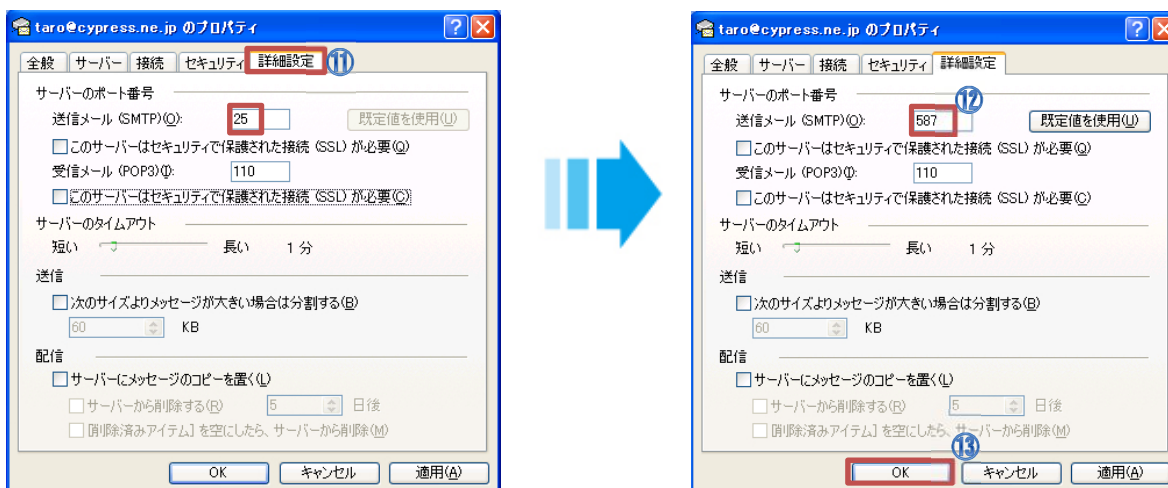 taro@cypress.ne.jp のプロパティ
全般 サーバー 接続 セキュリティ 詳細設定 ⑪
サーバーのポート番号
送信メール (SMTP)(O): 25 既定値を使用(U)
このサーバーはセキュリティで保護された接続 (SSL) が必要(Q)
受信メール (POP3)(I): 110
このサーバーはセキュリティで保護された接続 (SSL) が必要(C)
サーバーのタイムアウト
短い 長い 1 分
送信
次のサイズよりメッセージが大きい場合は分割する(B)
60 KB
配信
サーバーにメッセージのコピーを置く(L)
サーバーから削除する(R) 5 日後
[削除済みアイテム] を空にしたら、サーバーから削除(M)
OK キャンセル 適用(A)
taro@cypress.ne.jp のプロパティ
全般 サーバー 接続 セキュリティ 詳細設定
サーバーのポート番号 ⑫
送信メール (SMTP)(O): 587 既定値を使用(U)
このサーバーはセキュリティで保護された接続 (SSL) が必要(Q)
受信メール (POP3)(I): 110
このサーバーはセキュリティで保護された接続 (SSL) が必要(C)
サーバーのタイムアウト
短い 長い 1 分
送信
次のサイズよりメッセージが大きい場合は分割する(B)
60 KB
配信
サーバーにメッセージのコピーを置く(L)
サーバーから削除する(R) 5 日後
[削除済みアイテム] を空にしたら、サーバーから削除(M)
⑬
OK キャンセル 適用(A)